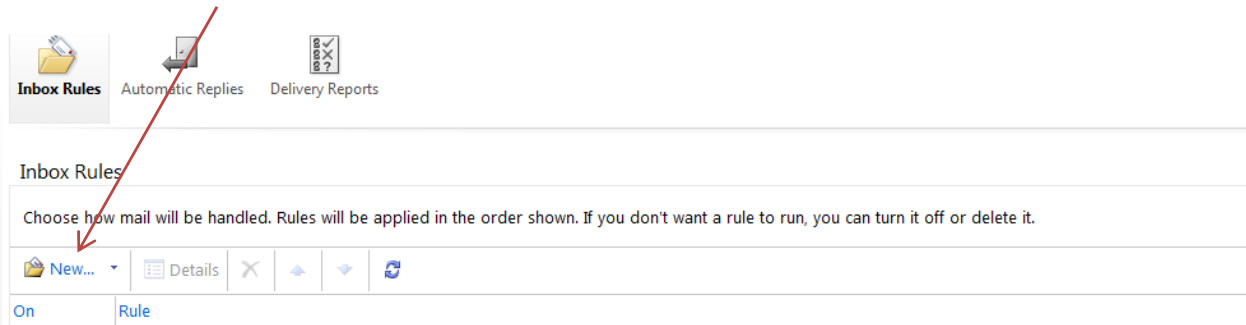 Inbox Rules Automatic Replies Delivery Reports
Inbox Rules
Choose how mail will be handled. Rules will be applied in the order shown. If you don't want a rule to run, you can turn it off or delete it.
New... Details
On Rule